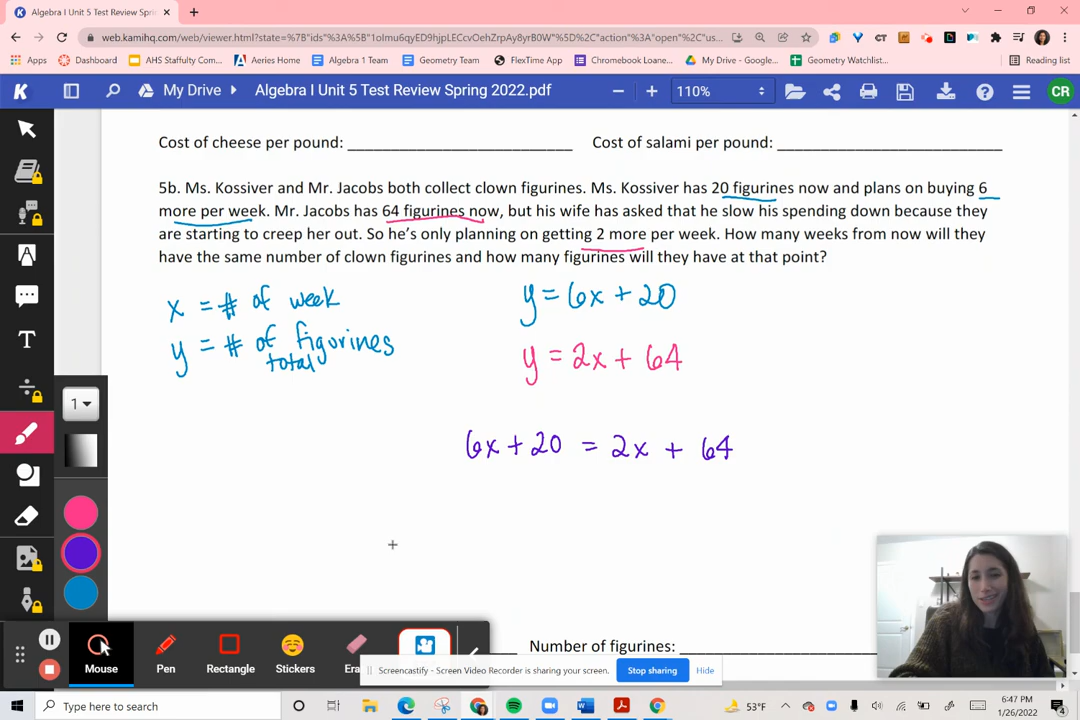 Algebra I Unit 5 Test Review Spr
web.kamihq.com/web/viewer.html?state=%7B"ids"%3A%5B"1oImu6qyED9hjpLECcvOehZrpAy8yrB0W"%5D%2C"action"%3A"open"%2C"us...
Apps Dashboard AHS Staffulty Com... Aeries Home Algebra 1 Team Geometry Team FlexTime App Chromebook Loane... My Drive - Google... Geometry Watchlist... Reading list
My Drive Algebra I Unit 5 Test Review Spring 2022.pdf 110% CR
Cost of cheese per pound: Cost of salami per pound:
5b. Ms. Kossiver and Mr. Jacobs both collect clown figurines. Ms. Kossiver has 20 figurines now and plans on buying 6
more per week. Mr. Jacobs has 64 figurines now, but his wife has asked that he slow his spending down because they
are starting to creep her out. So he's only planning on getting 2 more per week. How many weeks from now will they
have the same number of clown figurines and how many figurines will they have at that point?
x = # of week
y = 6x + 20
y = # of figurines
total
y = 2x + 64
1
6x + 20 = 2x + 64
Number of figurines:
Mouse Pen Rectangle Stickers Era
Screencastify - Screen Video Recorder is sharing your screen. Stop sharing Hide
Type here to search 53°F 6:47 PM
1/26/2022
4